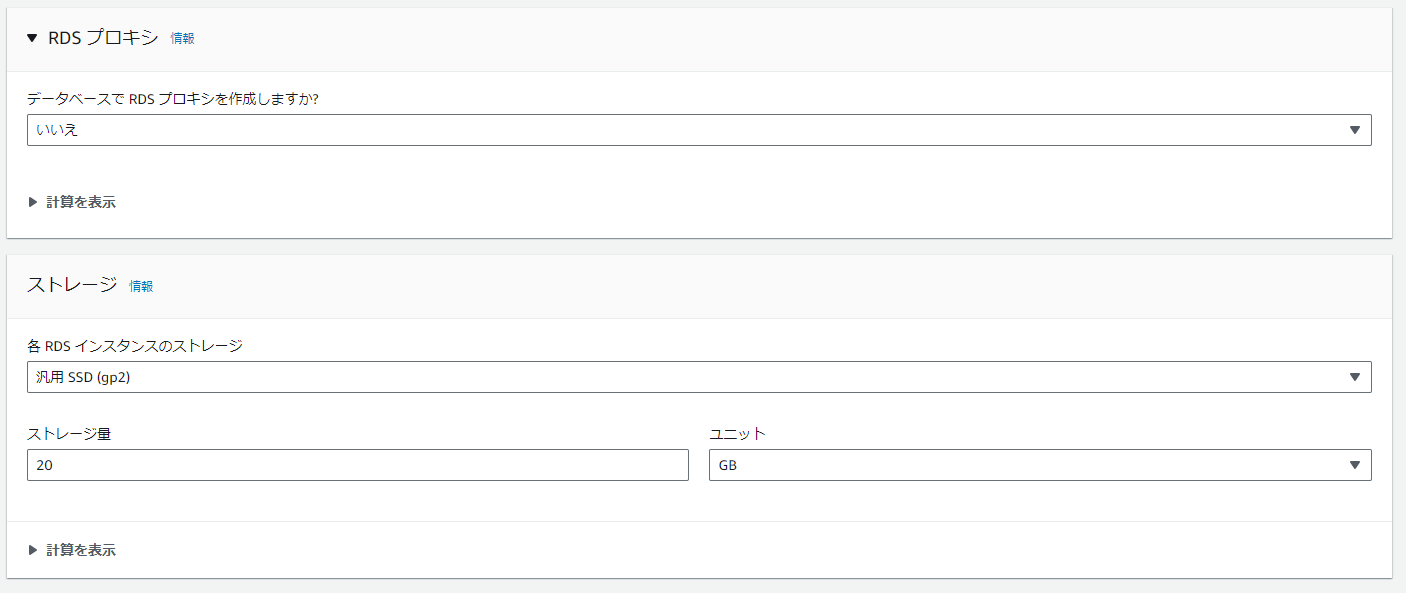 RDS プロキシ 情報
データベースで RDS プロキシを作成しますか?
いいえ
計算を表示
ストレージ 情報
各 RDS インスタンスのストレージ
汎用 SSD (gp2)
ストレージ量 ユニット
20 GB
計算を表示